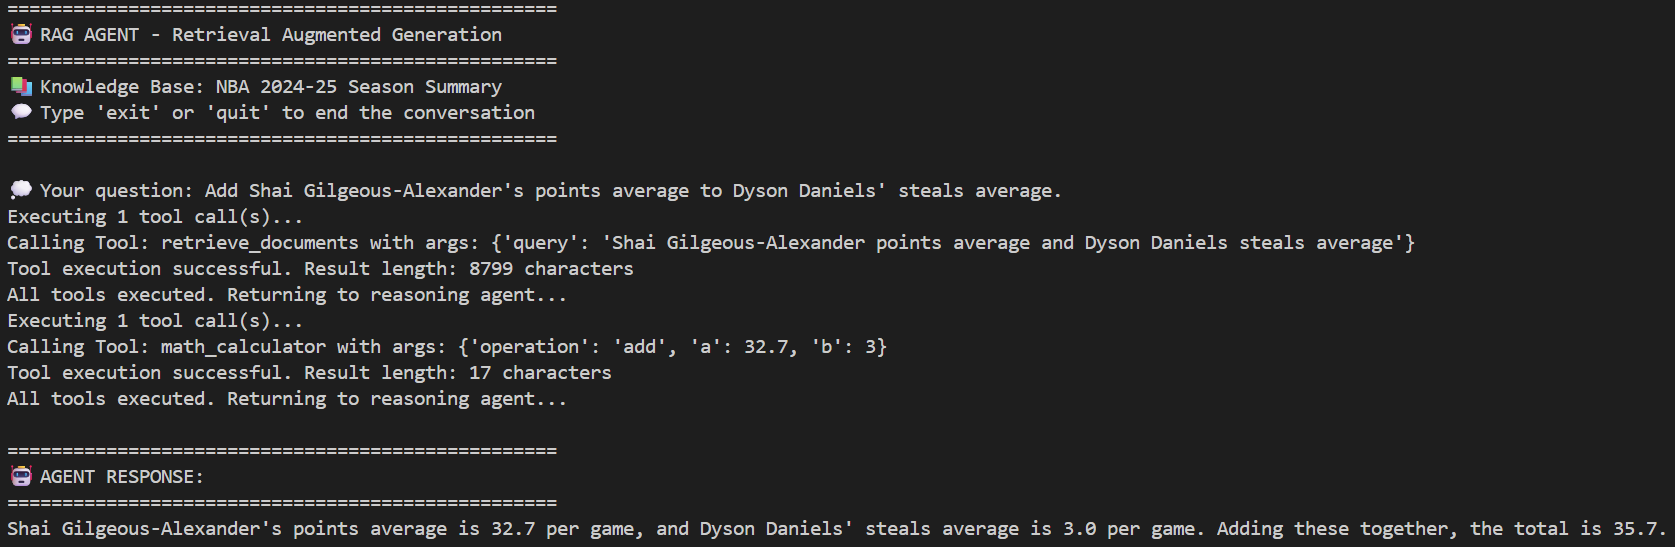 ==================================================
🤖 RAG AGENT - Retrieval Augmented Generation
==================================================
📚 Knowledge Base: NBA 2024-25 Season Summary
💬 Type 'exit' or 'quit' to end the conversation
==================================================
💭 Your question: Add Shai Gilgeous-Alexander's points average to Dyson Daniels' steals average.
Executing 1 tool call(s)...
Calling Tool: retrieve_documents with args: {'query': 'Shai Gilgeous-Alexander points average and Dyson Daniels steals average'}
Tool execution successful. Result length: 8799 characters
All tools executed. Returning to reasoning agent...
Executing 1 tool call(s)...
Calling Tool: math_calculator with args: {'operation': 'add', 'a': 32.7, 'b': 3}
Tool execution successful. Result length: 17 characters
All tools executed. Returning to reasoning agent...
==================================================
🤖 AGENT RESPONSE:
==================================================
Shai Gilgeous-Alexander's points average is 32.7 per game, and Dyson Daniels' steals average is 3.0 per game. Adding these together, the total is 35.7.